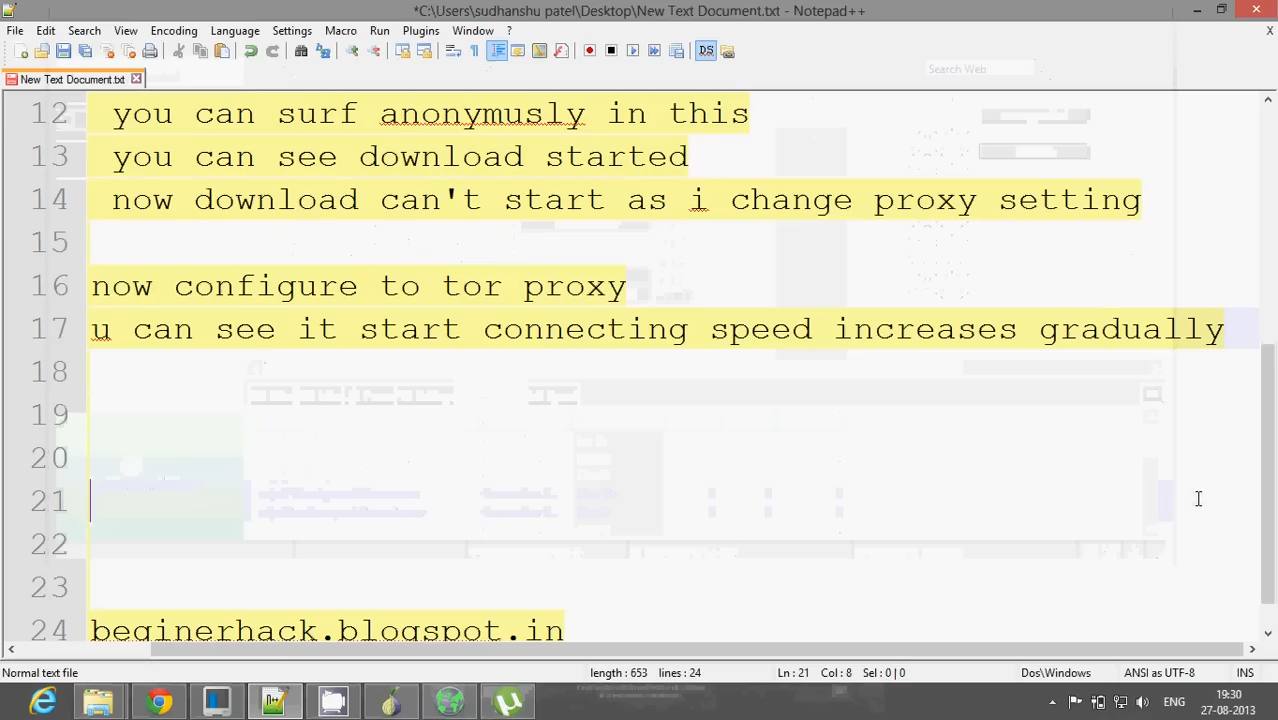 *C:\Users\sudhanshu patel\Desktop\New Text Document.txt - Notepad++
File Edit Search View Encoding Language Settings Macro Run Plugins Window ? X
New Text Document.txt
Search Web
12 you can surf anonymusly in this
13 you can see download started
14 now download can't start as i change proxy setting
15
16 now configure to tor proxy
17 u can see it start connecting speed increases gradually
18
19
20
21
22
23
24 beginerhack.blogspot.in
Normal text file length : 653 lines : 24 Ln : 21 Col : 8 Sel : 0 | 0 Dos\Windows ANSI as UTF-8 INS
ENG 19:30
27-08-2013